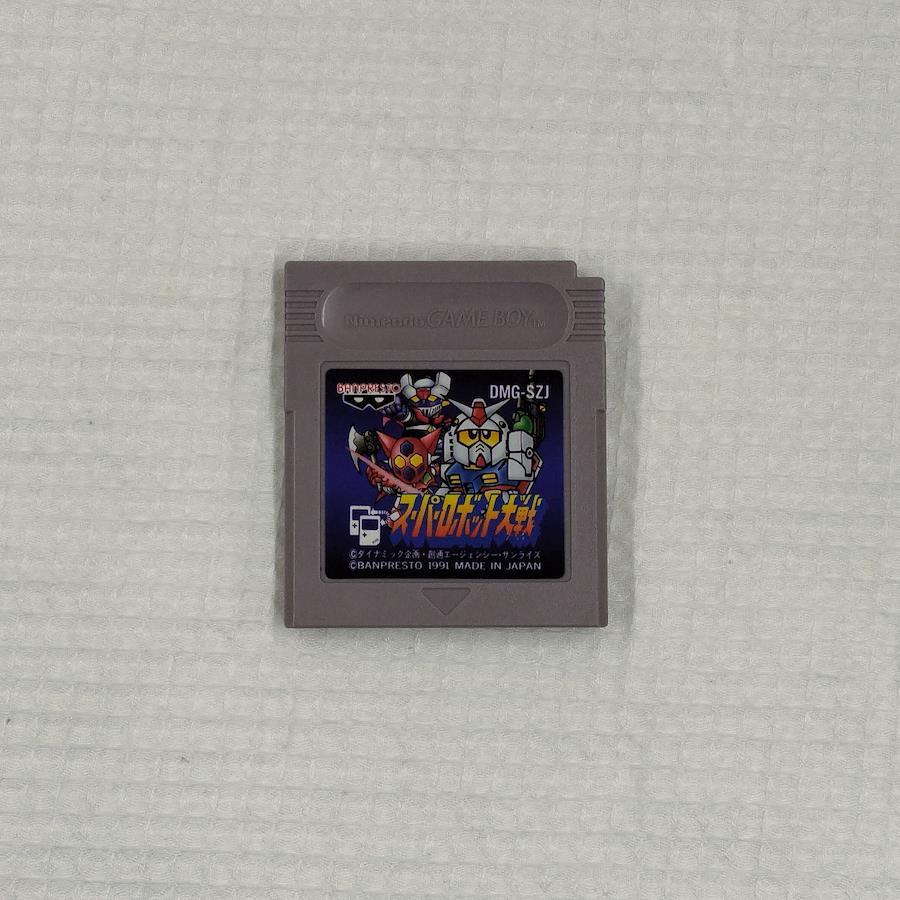 Nintendo GAME BOY TM
BANPRESTO
DMG-SZJ
スーパーロボット大戦
©ダイナミック企画・創通エージェンシー・サンライズ
©BANPRESTO 1991 MADE IN JAPAN